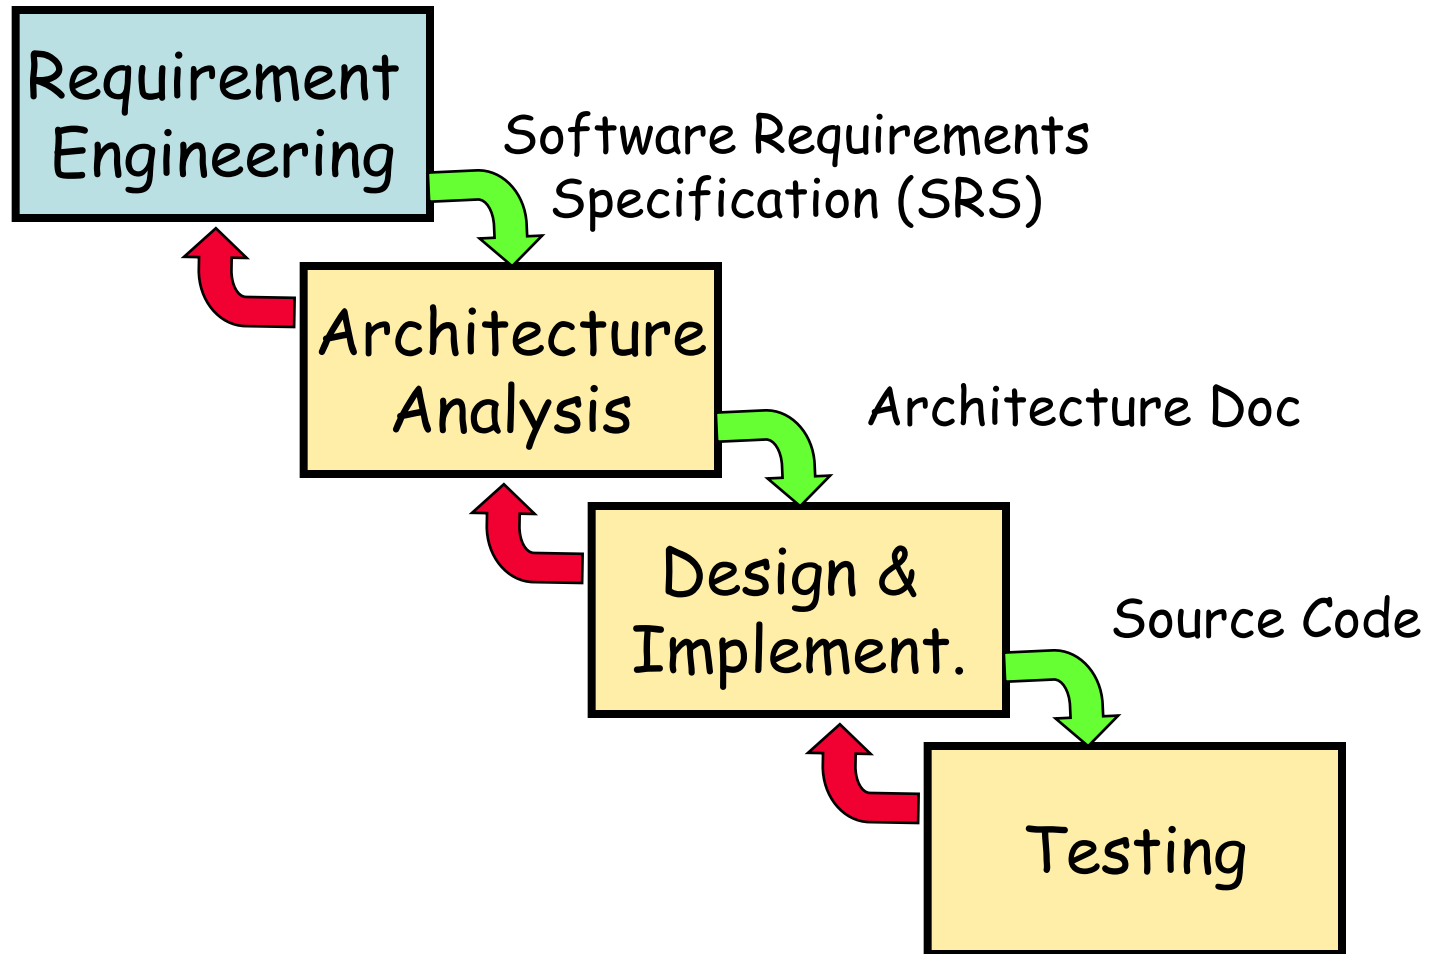 Requirement
Engineering
Software Requirements
Specification (SRS)
Architecture
Analysis
Architecture Doc
Design &
Implement.
Source Code
Testing